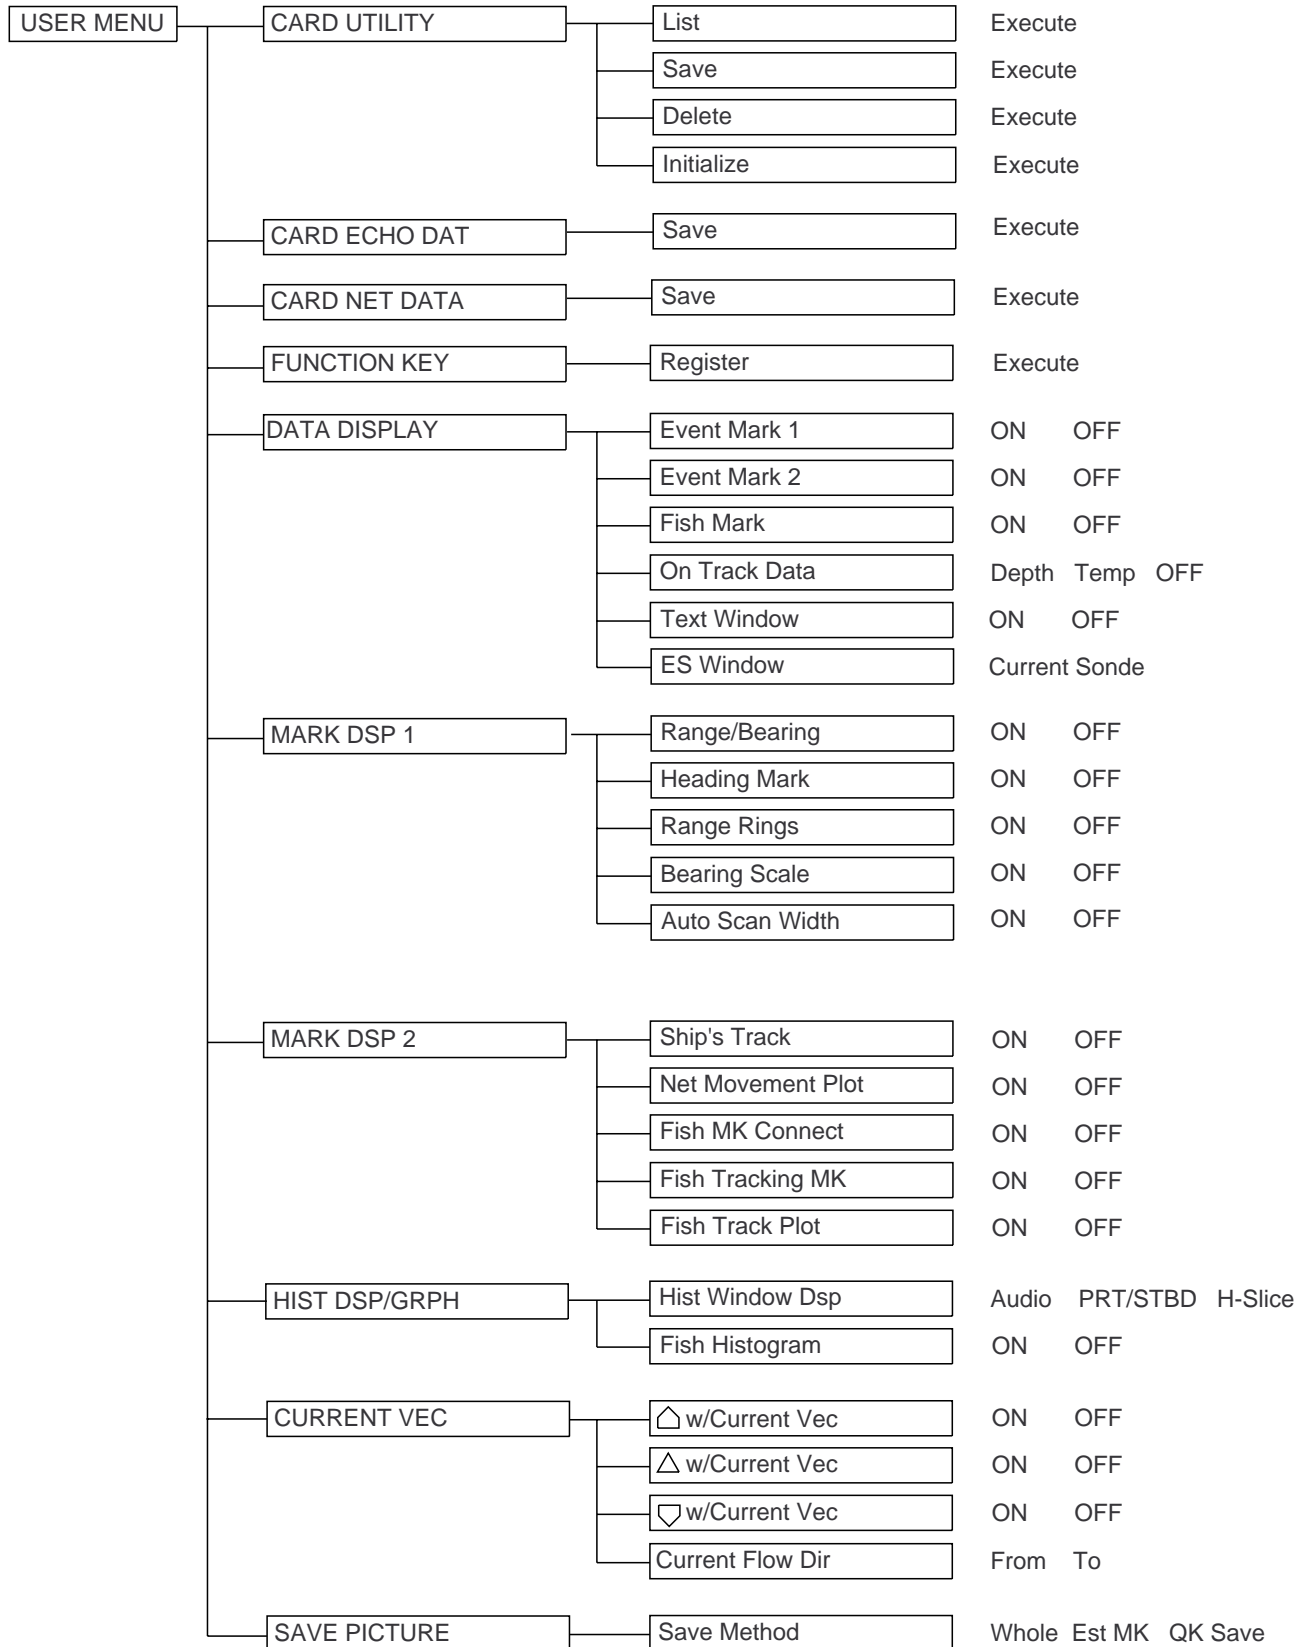 USER MENU CARD UTILITY List Execute
Save Execute
Delete Execute
Initialize Execute
CARD ECHO DAT Save Execute
CARD NET DATA Save Execute
FUNCTION KEY Register Execute
DATA DISPLAY Event Mark 1 ON OFF
Event Mark 2 ON OFF
Fish Mark ON OFF
On Track Data Depth Temp OFF
Text Window ON OFF
ES Window Current Sonde
MARK DSP 1 Range/Bearing ON OFF
Heading Mark ON OFF
Range Rings ON OFF
Bearing Scale ON OFF
Auto Scan Width ON OFF
MARK DSP 2 Ship's Track ON OFF
Net Movement Plot ON OFF
Fish MK Connect ON OFF
Fish Tracking MK ON OFF
Fish Track Plot ON OFF
HIST DSP/GRPH Hist Window Dsp Audio PRT/STBD H-Slice
Fish Histogram ON OFF
CURRENT VEC w/Current Vec ON OFF
w/Current Vec ON OFF
w/Current Vec ON OFF
Current Flow Dir From To
SAVE PICTURE Save Method Whole Est MK QK Save